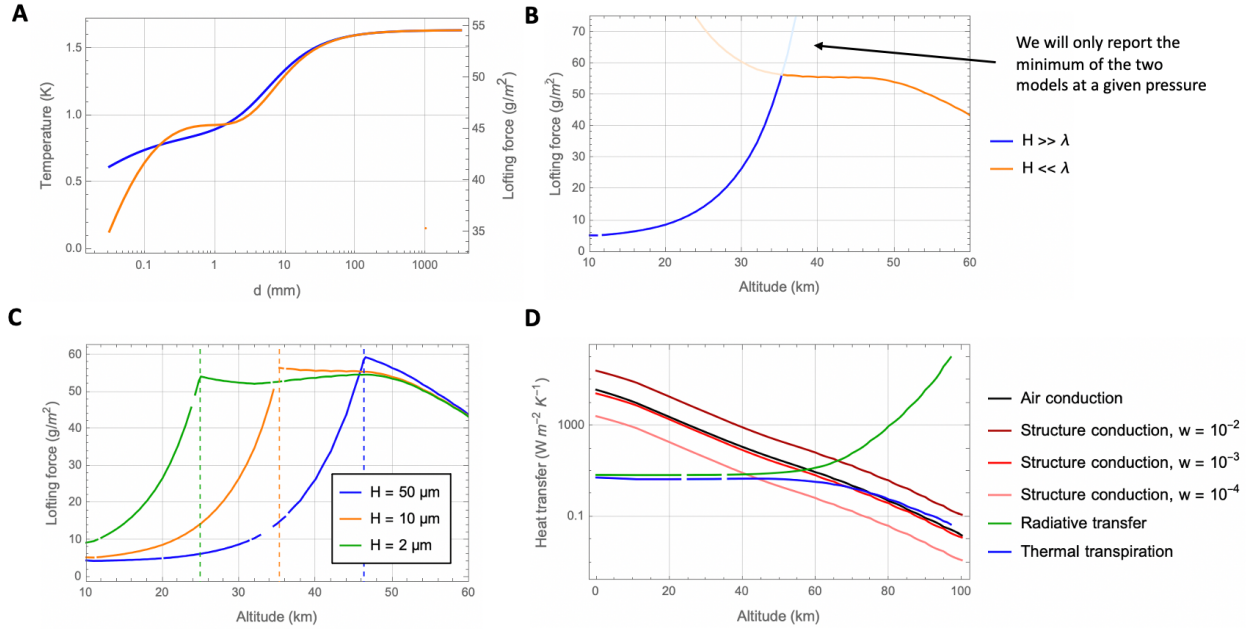 A
Temperature (K)
1.5
1.0
0.5
0.0
0.1
1
10
100
1000
d (mm)
55
50
45
40
35
Lofting force (g/m²)
B
Lofting force (g/m²)
70
60
50
40
30
20
10
0
10
20
30
40
50
60
Altitude (km)
We will only report the
minimum of the two
models at a given pressure
H >> λ
H << λ
C
Lofting force (g/m²)
60
50
40
30
20
10
0
10
20
30
40
50
60
Altitude (km)
H = 50 μm
H = 10 μm
H = 2 μm
D
Heat transfer (W m⁻² K⁻¹)
1000
0.1
0
20
40
60
80
100
Altitude (km)
Air conduction
Structure conduction, w = 10⁻²
Structure conduction, w = 10⁻³
Structure conduction, w = 10⁻⁴
Radiative transfer
Thermal transpiration